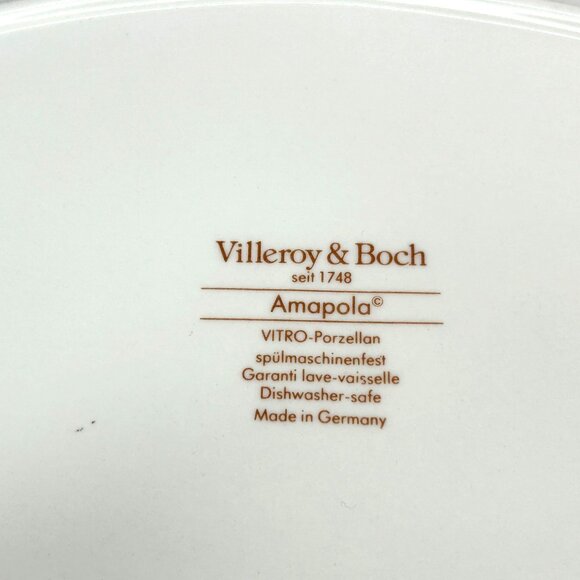 Villeroy & Boch
seit 1748
Amapola©
VITRO-Porzellan
spülmaschinenfest
Garanti lave-vaisselle
Dishwasher-safe
Made in Germany